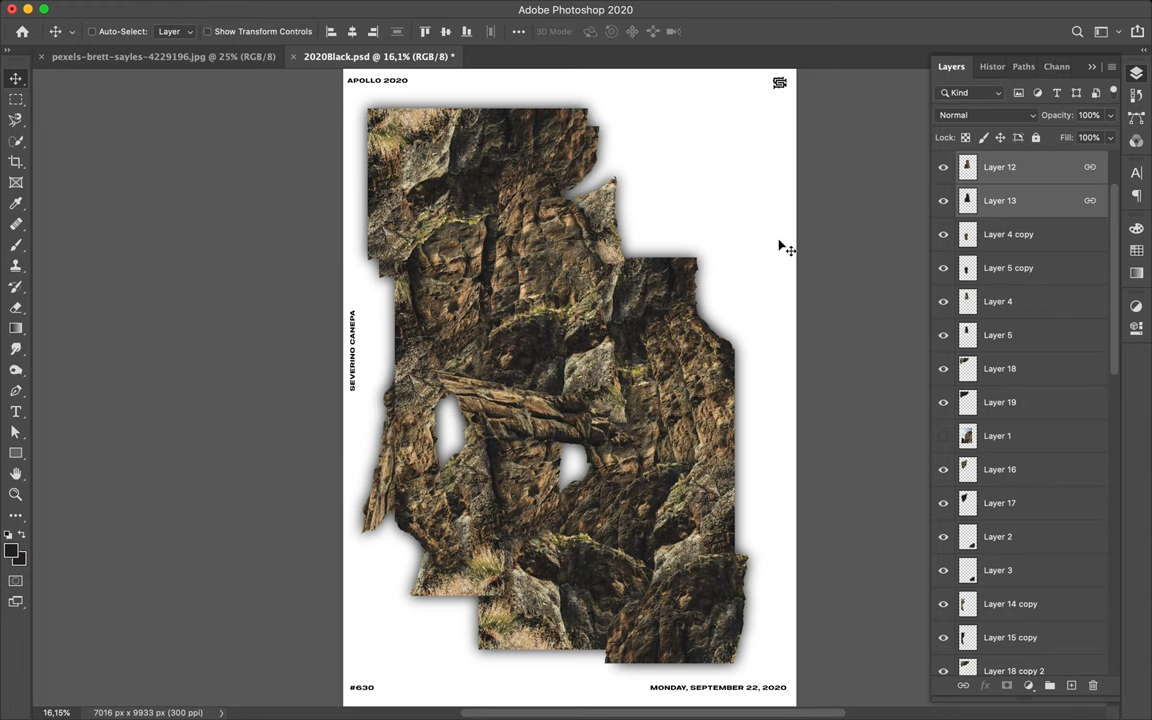 Adobe Photoshop 2020
Auto-Select: Layer Show Transform Controls 3D Mode:
pexels-brett-sayles-4229196.jpg @ 25% (RGB/8) 2020Black.psd @ 16,1% (RGB/8) *
Layers Histor Paths Chann
Kind
Normal Opacity: 100%
Lock: Fill: 100%
Layer 12
Layer 13
Layer 4 copy
Layer 5 copy
Layer 4
Layer 5
Layer 18
Layer 19
Layer 1
Layer 16
Layer 17
Layer 2
Layer 3
Layer 14 copy
Layer 15 copy
Layer 18 copy 2
APOLLO 2020
SEVERINO CANEPA
#630 MONDAY, SEPTEMBER 22, 2020
16,15% 7016 px x 9933 px (300 ppi)